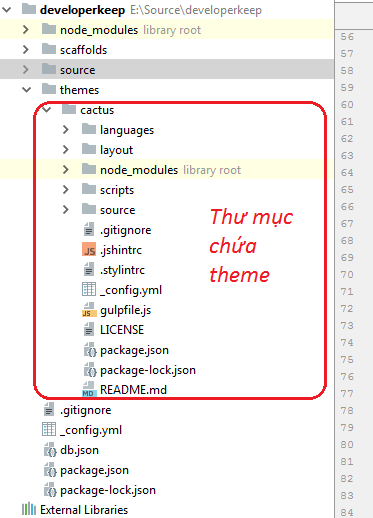 developerkeep E:\Source\developerkeep
node_modules library root
scaffolds
source
themes
cactus
languages
layout
node_modules library root
scripts
source
.gitignore
.jshintrc
.stylintrc
_config.yml
gulpfile.js
LICENSE
package.json
package-lock.json
README.md
.gitignore
_config.yml
db.json
package.json
package-lock.json
External Libraries
Thư mục
chứa
theme
56
57
58
59
60
61
62
63
64
65
66
67
68
69
70
71
72
73
74
75
76
77
78
79
80
81
82
83
84